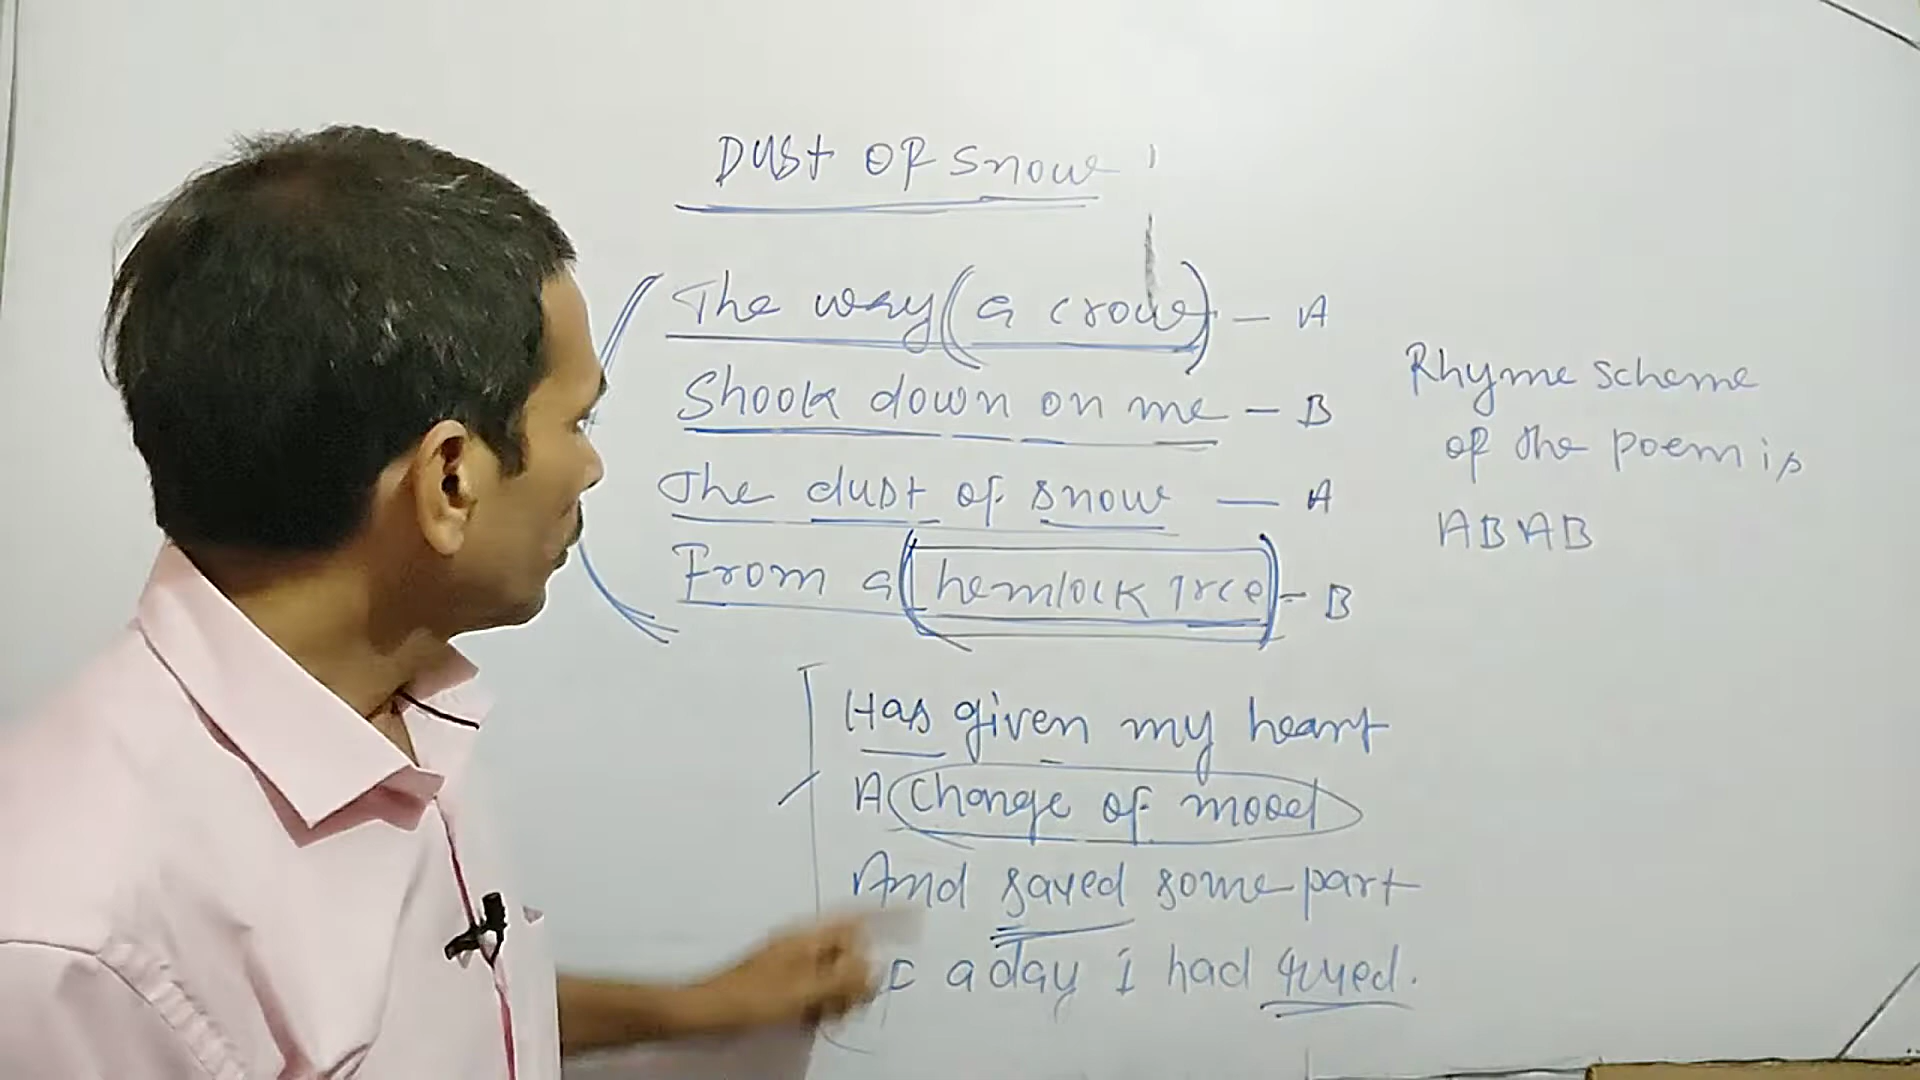 Dust OF Snow
The way (a crow) — A
Shook down on me — B
The dust of snow — A
From a (hemlock tree) — B
Rhyme scheme
of the poem is
ABAB
Has given my heart
A change of mood
And saved some part
a day I had rued.